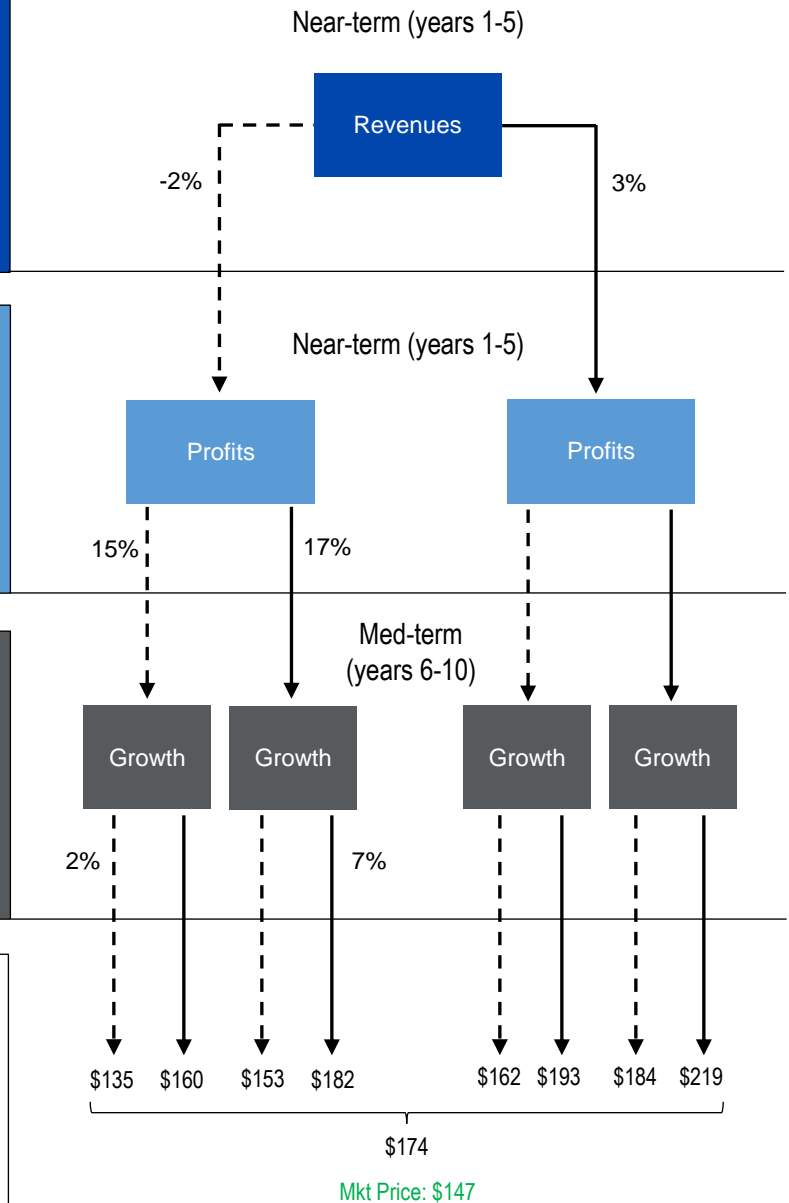 Near-term (years 1-5)
Revenues
-2%
3%
Near-term (years 1-5)
Profits
Profits
15%
17%
Med-term
(years 6-10)
Growth
Growth
Growth
Growth
2%
7%
$135 $160 $153 $182 $162 $193 $184 $219
$174
Mkt Price: $147